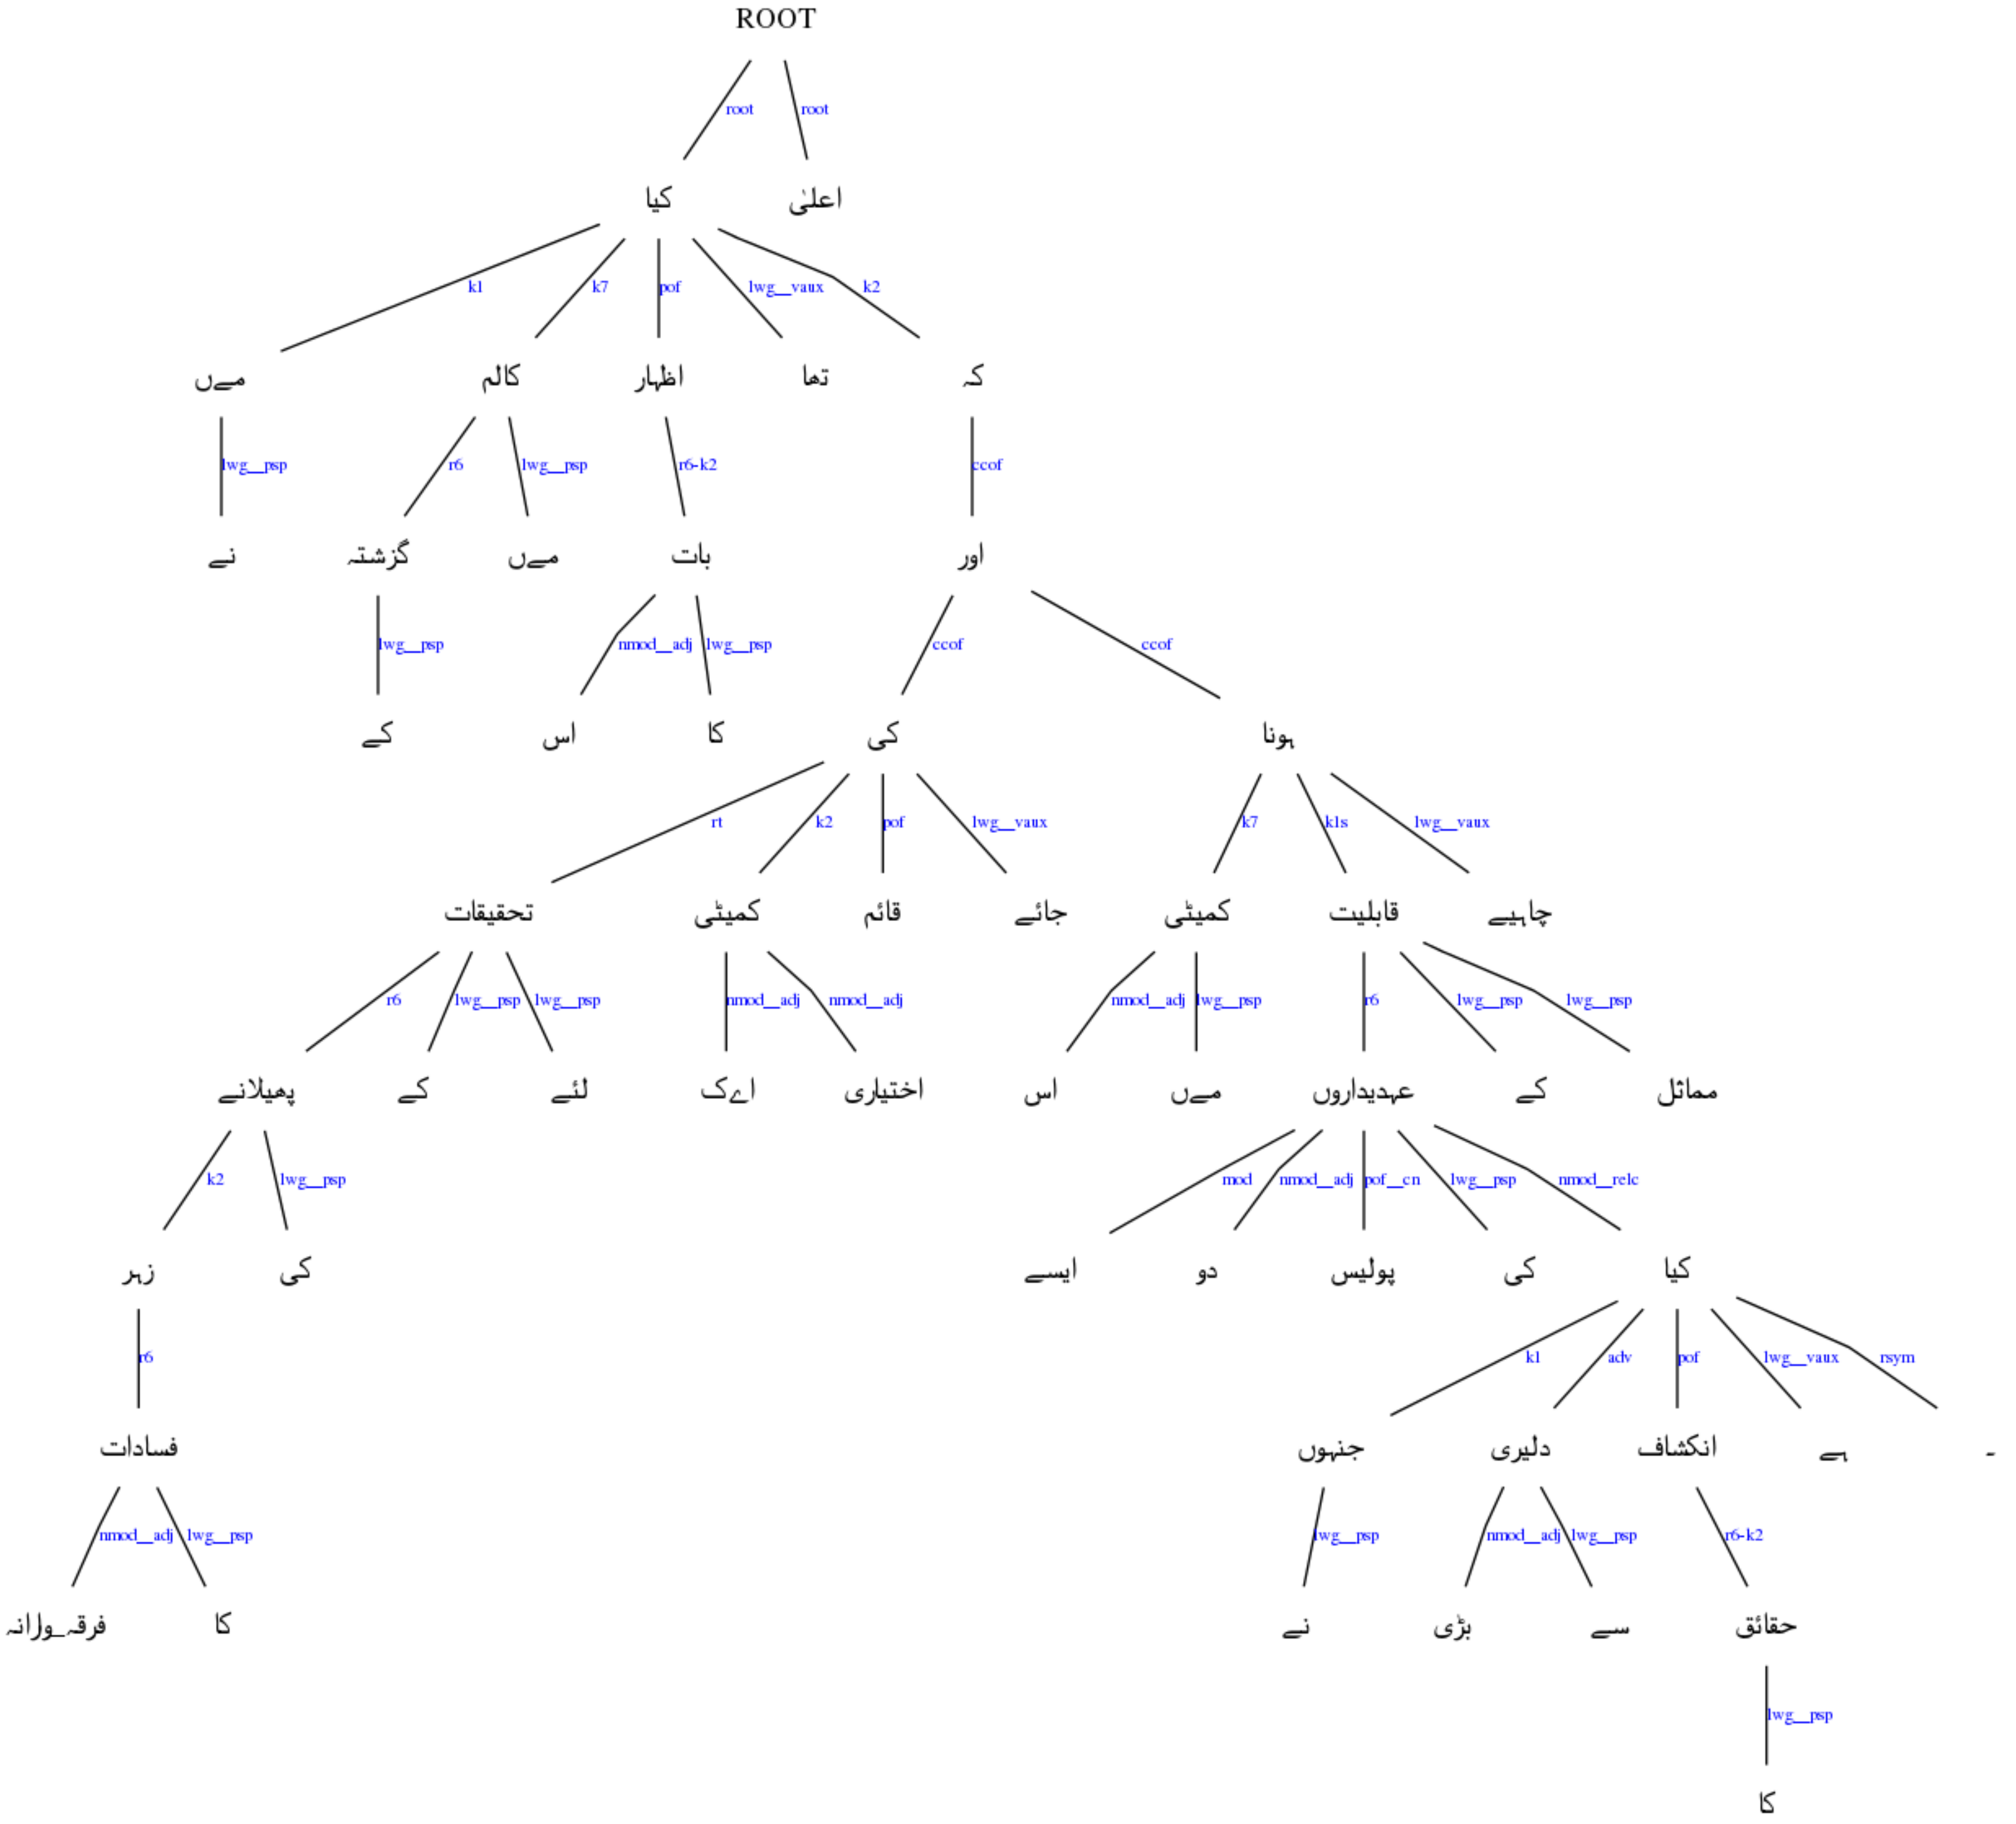 ROOT
root root
کیا اعلیٰ
k1 k7 pof lwg__vaux k2
مےں کالم اظہار تھا کہ
lwg__psp r6 lwg__psp r6-k2 ccof
نے گزشتہ مےں بات اور
lwg__psp nmod__adj lwg__psp ccof ccof
کے اس کا کی ہونا
rt k2 pof lwg__vaux k7 k1s lwg__vaux
تحقیقات کمیٹی قائم جائے کمیٹی قابلیت چاہیے
r6 lwg__psp lwg__psp nmod__adj nmod__adj nmod__adj lwg__psp r6 lwg__psp lwg__psp
پھیلانے کے لئے اےک اختیاری اس مےں عہدیداروں کے مماثل
k2 lwg__psp mod nmod__adj pof__cn lwg__psp nmod__relc
زہر کی ایسے دو پولیس کی کیا
r6 k1 adv pof lwg__vaux rsym
فسادات جنہوں دلیری انکشاف ہے ۔
nmod__adj lwg__psp lwg__psp nmod__adj lwg__psp r6-k2
فرقہ_وارانہ کا نے بڑی سے حقائق
lwg__psp
کا